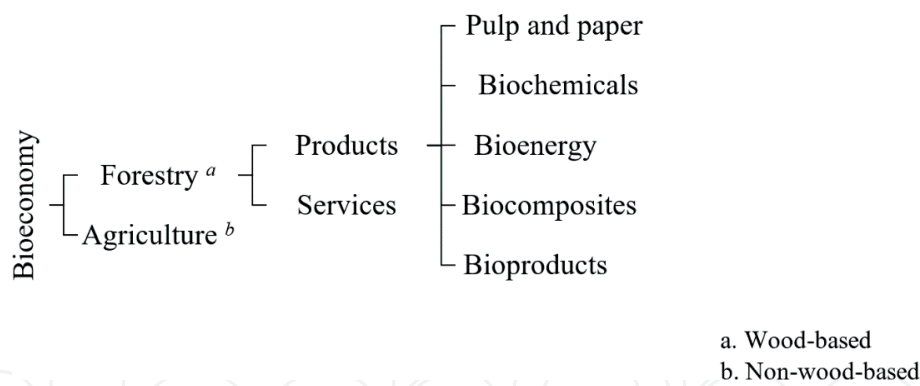 Bioeconomy
Forestry a
Agriculture b
Products
Services
Pulp and paper
Biochemicals
Bioenergy
Biocomposites
Bioproducts
a. Wood-based
b. Non-wood-based